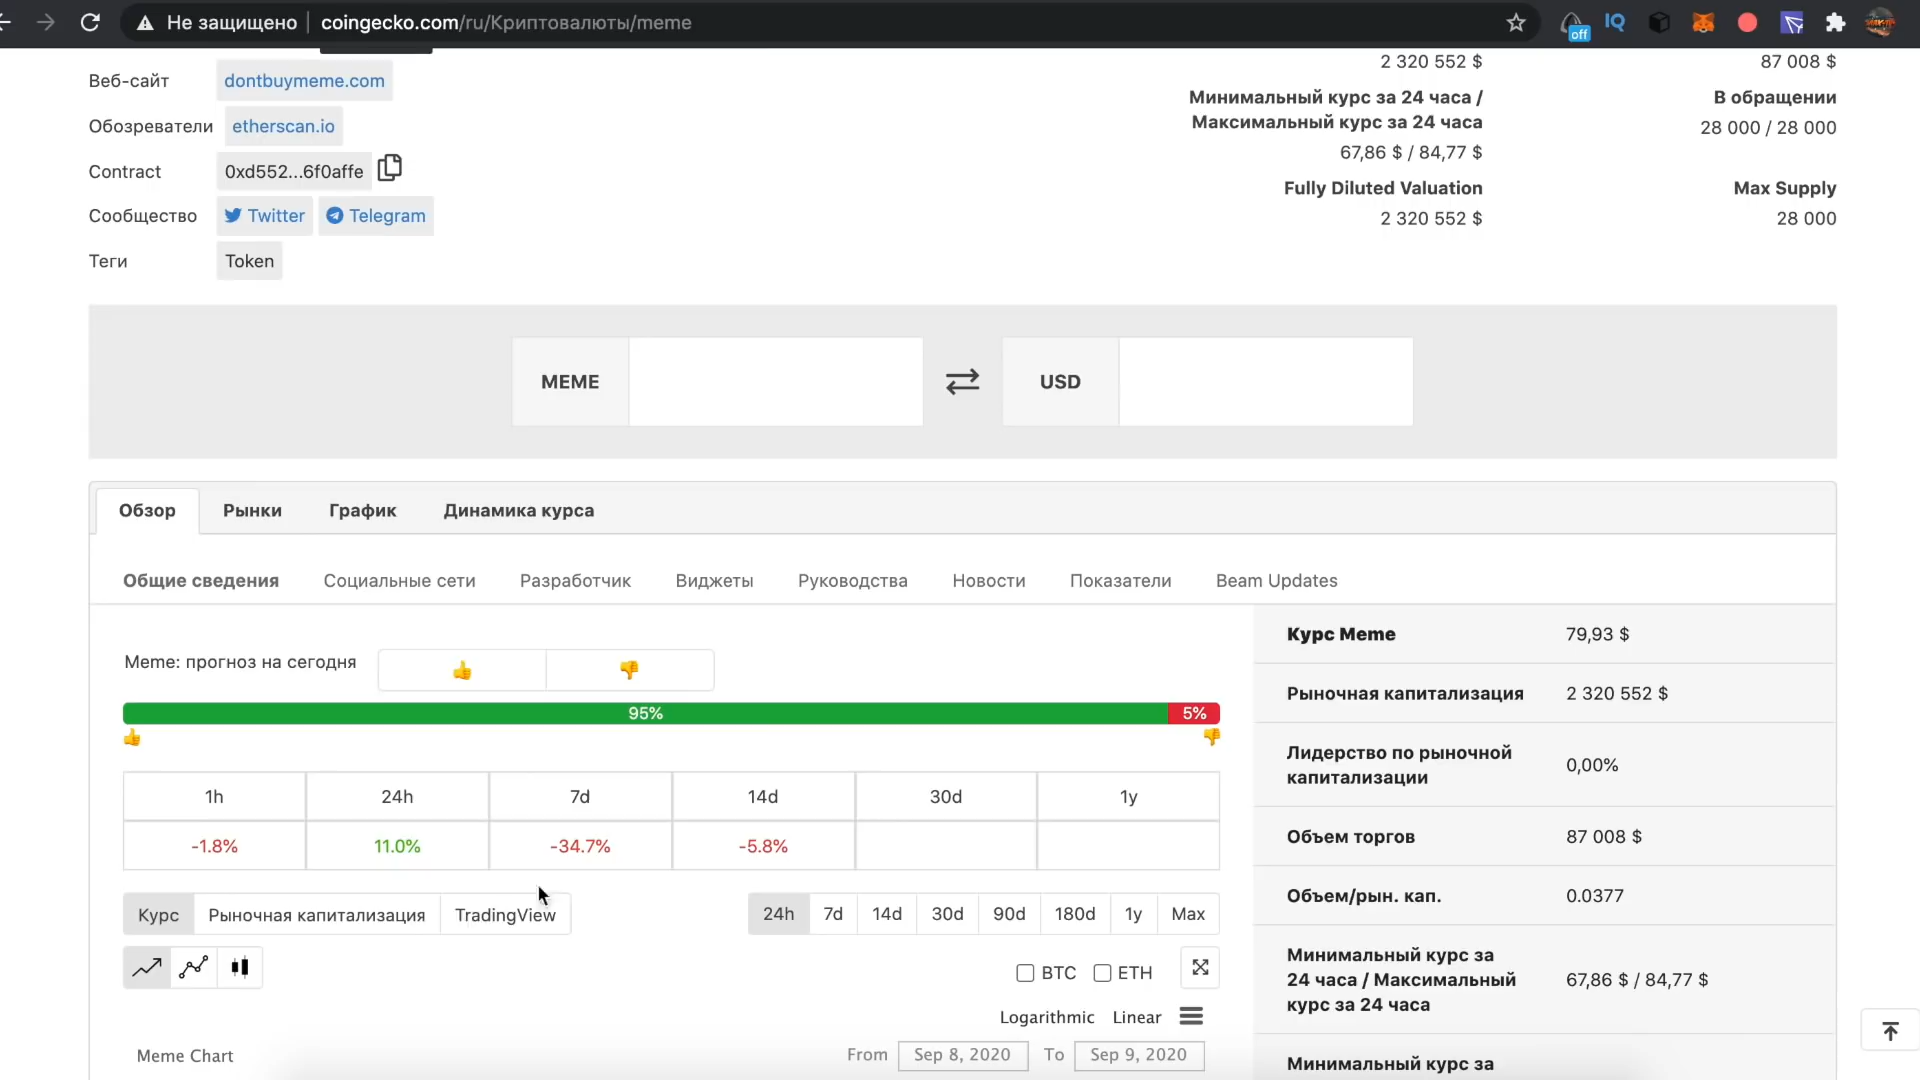 Не защищено | coingecko.com/ru/Криптовалюты/meme
off
IQ
Веб-сайт dontbuymeme.com
Обозреватели etherscan.io
Contract 0xd552...6f0affe
Сообщество Twitter Telegram
Теги Token
2 320 552 $
87 008 $
Минимальный курс за 24 часа /
Максимальный курс за 24 часа
67,86 $ / 84,77 $
В обращении
28 000 / 28 000
Fully Diluted Valuation
2 320 552 $
Max Supply
28 000
MEME USD
Обзор Рынки График Динамика курса
Общие сведения Социальные сети Разработчик Виджеты Руководства Новости Показатели Beam Updates
Meme: прогноз на сегодня
95% 5%
1h 24h 7d 14d 30d 1y
-1.8% 11.0% -34.7% -5.8%
Курс Рыночная капитализация TradingView
24h 7d 14d 30d 90d 180d 1y Max
BTC ETH
Logarithmic Linear
Meme Chart
From Sep 8, 2020 To Sep 9, 2020
Курс Meme 79,93 $
Рыночная капитализация 2 320 552 $
Лидерство по рыночной
капитализации
0,00%
Объем торгов 87 008 $
Объем/рын. кап. 0.0377
Минимальный курс за
24 часа / Максимальный
курс за 24 часа
67,86 $ / 84,77 $
Минимальный курс за